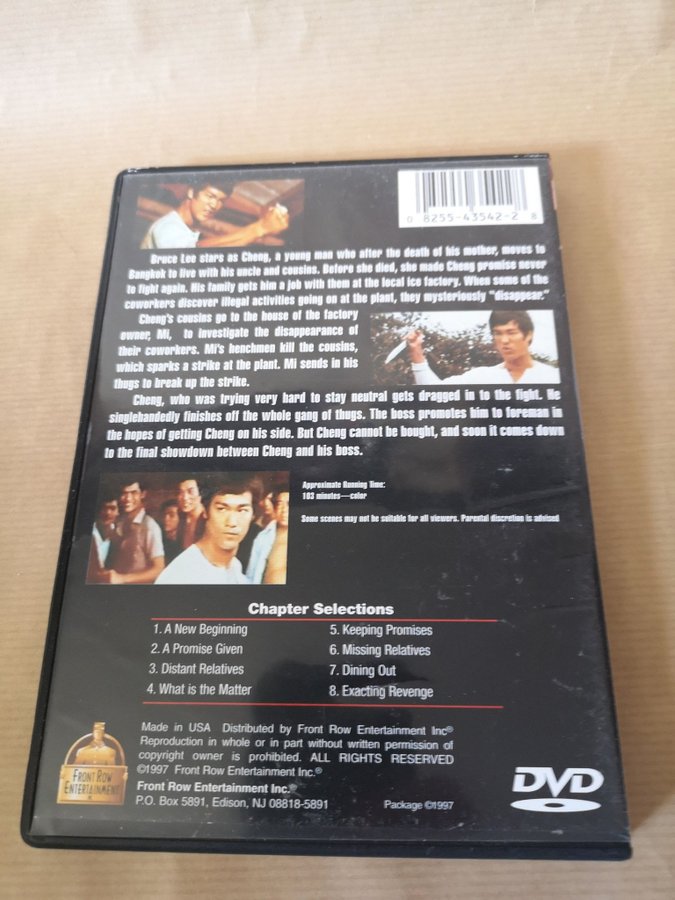 0 8255-43542-2 8
Bruce Lee stars as Cheng, a young man who after the death of his mother, moves to
Bangkok to live with his uncle and cousins. Before she died, she made Cheng promise never
to fight again. His family gets him a job with them at the local ice factory. When some of the
coworkers discover illegal activities going on at the plant, they mysteriously "disappear."
Cheng's cousins go to the house of the factory
owner, Mi, to investigate the disappearance of
their coworkers. Mi's henchmen kill the cousins,
which sparks a strike at the plant. Mi sends in his
thugs to break up the strike.
Cheng, who was trying very hard to stay neutral gets dragged in to the fight. He
singlehandedly finishes off the whole gang of thugs. The boss promotes him to foreman in
the hopes of getting Cheng on his side. But Cheng cannot be bought, and soon it comes down
to the final showdown between Cheng and his boss.
Approximate Running Time:
103 minutes—color
Some scenes may not be suitable for all viewers. Parental discretion is advised
Chapter Selections
1. A New Beginning
2. A Promise Given
3. Distant Relatives
4. What is the Matter
5. Keeping Promises
6. Missing Relatives
7. Dining Out
8. Exacting Revenge
FRONT ROW
ENTERTAINMENT
Made in USA Distributed by Front Row Entertainment Inc®
Reproduction in whole or in part without written permission of
copyright owner is prohibited. ALL RIGHTS RESERVED
©1997 Front Row Entertainment Inc.®
Front Row Entertainment Inc.®
P.O. Box 5891, Edison, NJ 08818-5891
Package ©1997
DVD